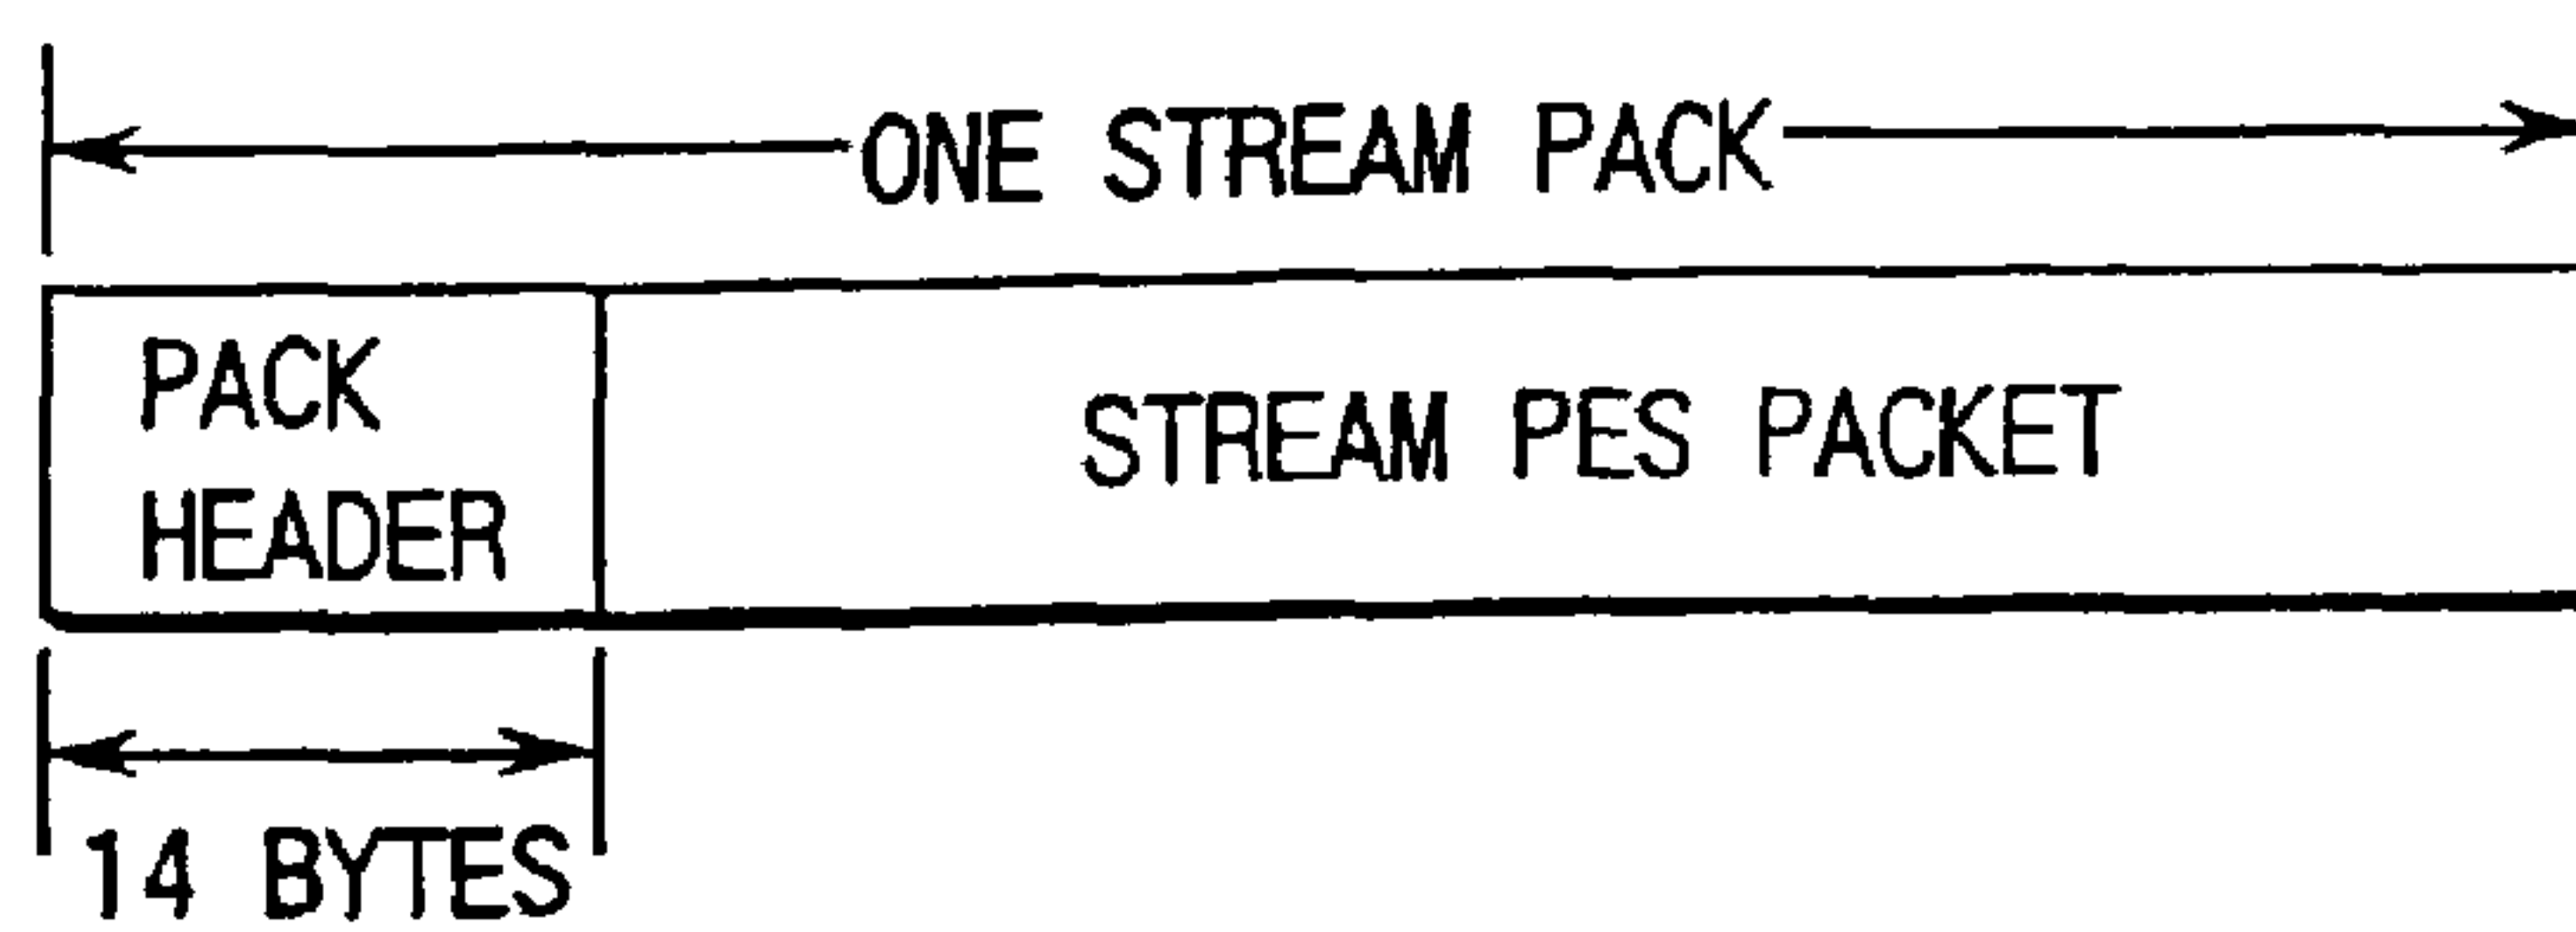 ONE STREAM PACK
PACK
HEADER
STREAM PES PACKET
14 BYTES